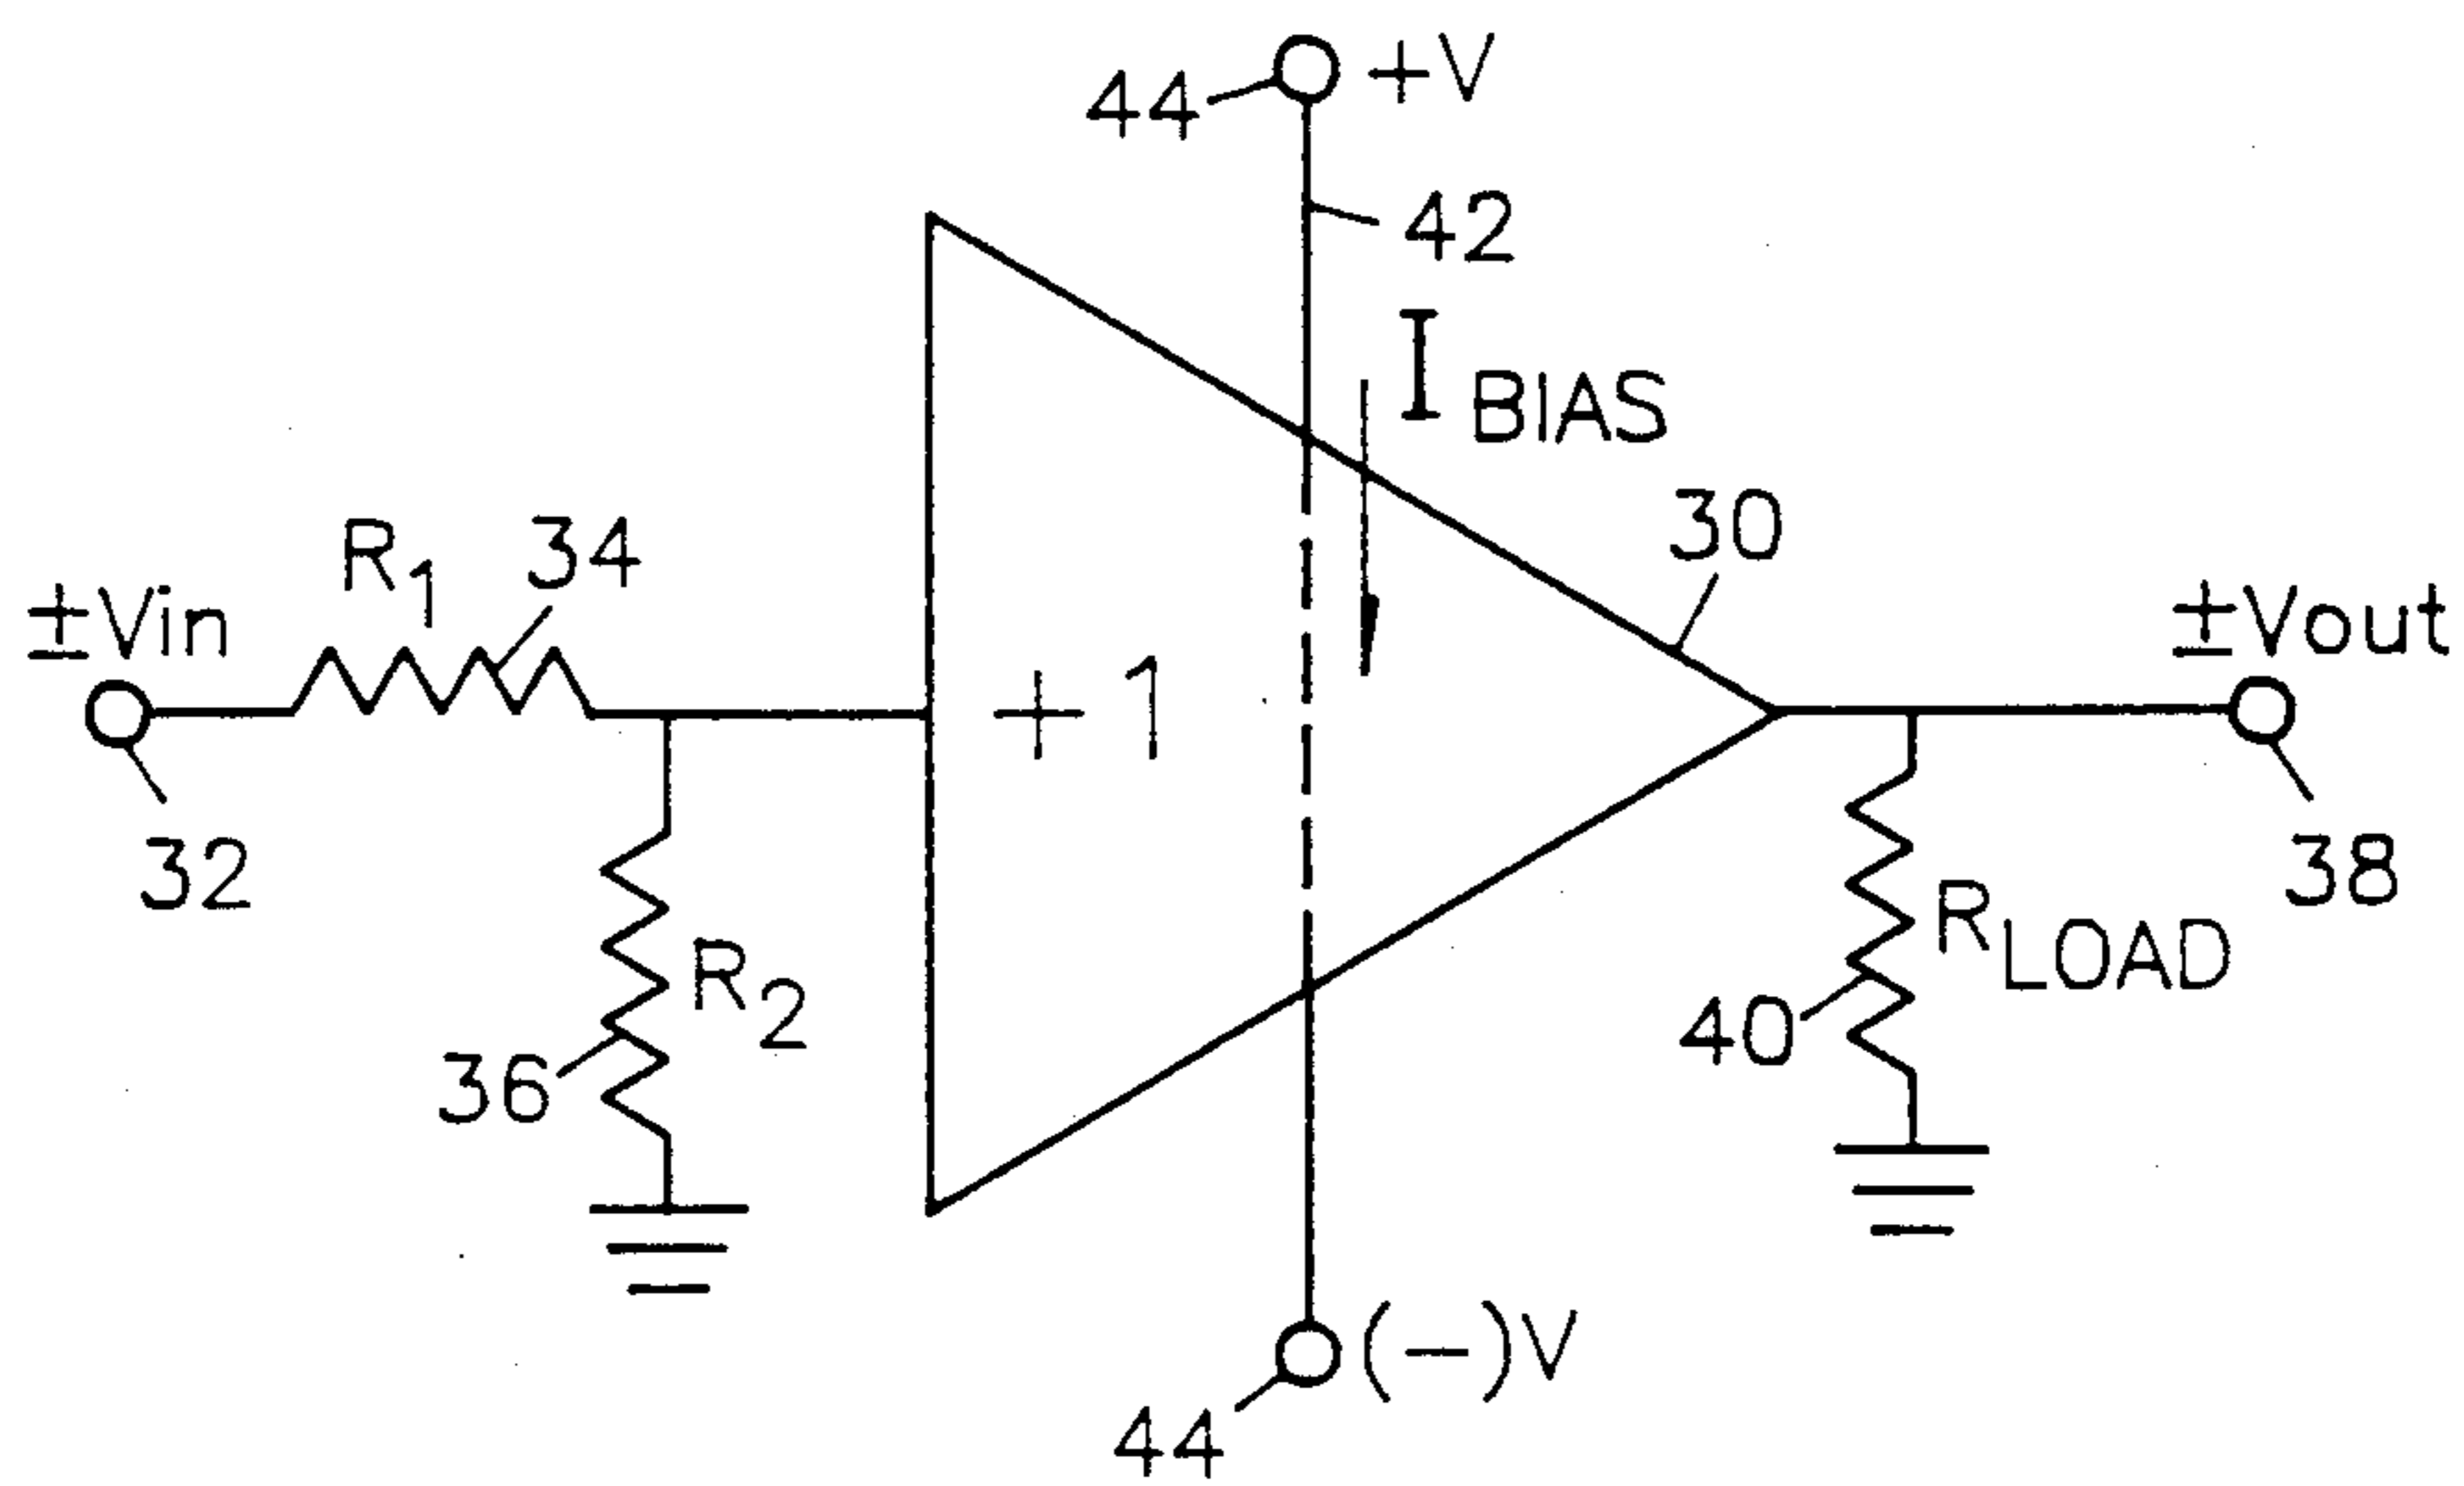 44
+V
42
I BIAS
30
R1
34
±Vin
±Vout
+ 1
32
38
R2
RLOAD
36
40
(−)V
44